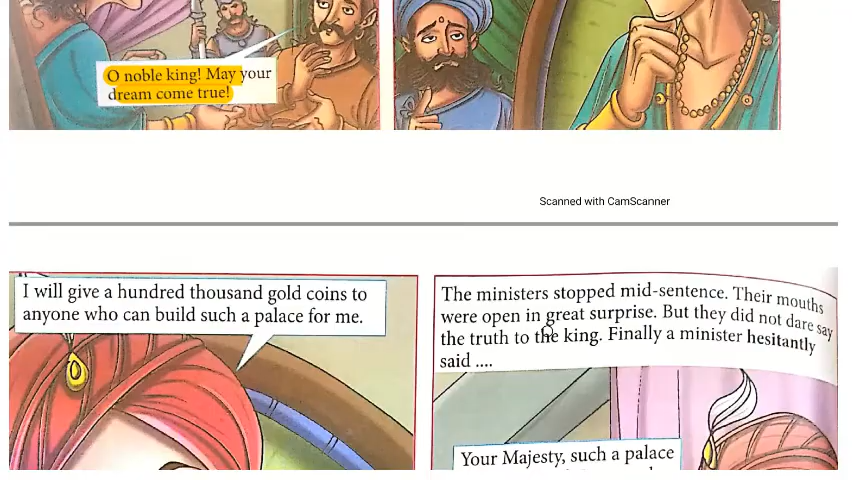 O noble king! May your
dream come true!
Scanned with CamScanner
I will give a hundred thousand gold coins to
anyone who can build such a palace for me.
The ministers stopped mid-sentence. Their mouths
were open in great surprise. But they did not dare say
the truth to the king. Finally a minister hesitantly
said ....
Your Majesty, such a palace